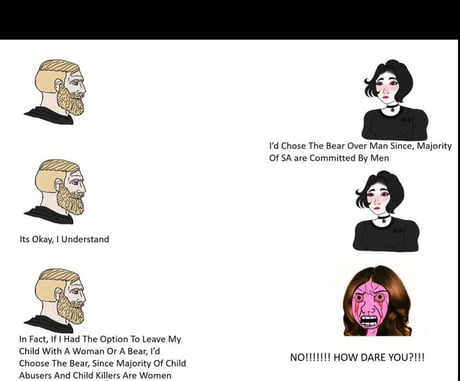 I'd Chose The Bear Over Man Since, Majority
Of SA are Committed By Men
Its Okay, I Understand
In Fact, If I Had The Option To Leave My
Child With A Woman Or A Bear, I'd
Choose The Bear, Since Majority Of Child
Abusers And Child Killers Are Women
NO!!!!!!! HOW DARE YOU?!!!